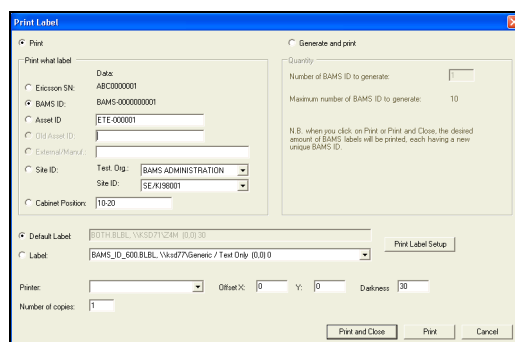 Print Label
Print
Generate and print
Print what label
Data:
Ericsson SN: ABC0000001
BAMS ID: BAMS-0000000001
Asset ID ETE-000001
Old Asset ID:
External/Manuf.:
Site ID: Test. Org.: BAMS ADMINISTRATION
Site ID: SE/KI98001
Cabinet Position: 10-20
Quantity
Number of BAMS ID to generate: 1
Maximum number of BAMS ID to generate: 10
N.B. when you click on Print or Print and Close, the desired
amount of BAMS labels will be printed, each having a new
unique BAMS ID.
Default Label: BOTH.BLBL, \\KSD71\Z4M (0,0) 30
Label: BAMS_ID_600.BLBL, \\ksd77\Generic / Text Only (0,0) 0
Print Label Setup
Printer: Offset X: 0 Y: 0 Darkness 30
Number of copies: 1
Print and Close Print Cancel